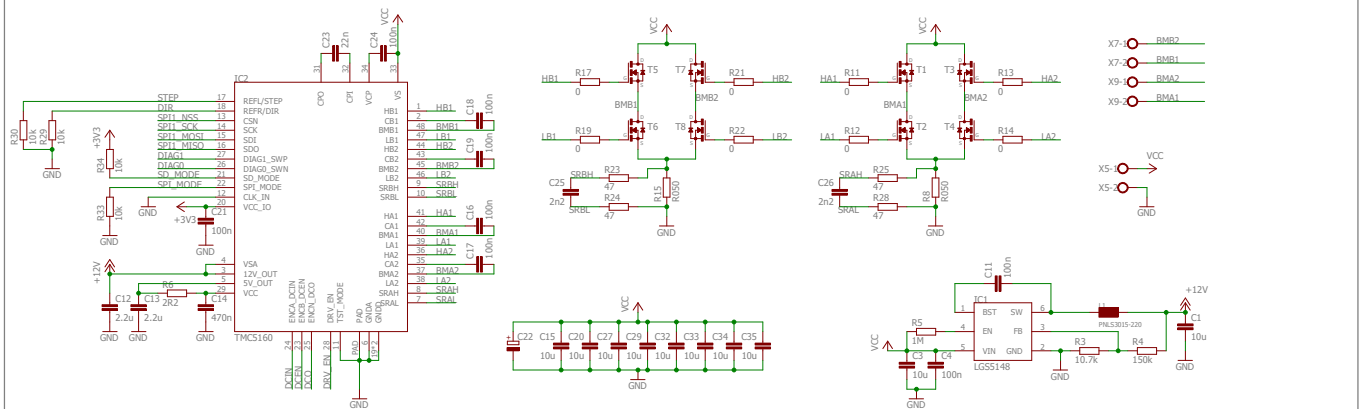 VCC
C23
22n
C24
100n
31
32
34
33
IC2
CPO
CPI
VCP
VS
STEP
17
REFL/STEP
DIR
18
REFR/DIR
SPI1_NSS
13
CSN
SPI1_SCK
14
SCK
SPI1_MOSI
15
SDI
SPI1_MISO
16
SDO
DIAG1
27
DIAG1_SWP
DIAG0
26
DIAG0_SWN
SD_MODE
21
SD_MODE
SPI_MODE
22
SPI_MODE
12
CLK_IN
20
VCC_IO
R30
10k
R29
10k
+3V3
R34
10k
GND
R33
10k
GND
GND
+3V3
C21
100n
GND
HB1
1
HB1
CB1
2
C18
100n
BMB1
48
BMB1
LB1
47
LB1
HB2
44
HB2
CB2
43
C19
100n
BMB2
45
BMB2
LB2
46
LB2
SRBH
9
SRBH
SRBL
10
SRBL
HA1
41
HA1
CA1
42
C16
100n
BMA1
40
BMA1
LA1
39
LA1
HA2
36
HA2
CA2
35
C17
100n
BMA2
37
BMA2
LA2
38
LA2
SRAH
8
SRAH
SRAL
7
SRAL
+12V
4
VSA
3
12V_OUT
5
5V_OUT
29
VCC
R6
2R2
C12
2.2u
C13
2.2u
C14
470n
GND
GND
GND
TMC5160
ENCA_DCIN
ENCB_DCEN
ENCN_DCO
DRV_EN
TST_MODE
PAD
GNDA
GNDD
24
23
25
28
11
PAD
6
19*2
DCIN
DCEN
DCO
DRV_EN
GND
VCC
HB1
R17
0
T5
T7
R21
0
HB2
BMB1
BMB2
LB1
R19
0
T6
T8
R22
0
LB2
SRBH
R23
47
C25
2n2
SRBL
R24
47
R15
R050
GND
VCC
HA1
R11
0
T1
T3
R13
0
HA2
BMA1
BMA2
LA1
R12
0
T2
T4
R14
0
LA2
SRAH
R25
47
C26
2n2
SRAL
R28
47
R8
R050
GND
X7-1
BMB2
X7-2
BMB1
X9-1
BMA2
X9-2
BMA1
X5-1
VCC
X5-2
GND
VCC
C22
C15
10u
C20
10u
C27
10u
C29
10u
C32
10u
C33
10u
C34
10u
C35
10u
GND
C11
100n
IC1
1
BST
SW
6
4
EN
FB
3
5
VIN
GND
2
LGS5148
R5
1M
VCC
C3
10u
C4
100n
GND
PNLS3015-220
+12V
C1
10u
GND
R3
10.7k
R4
150k
GND